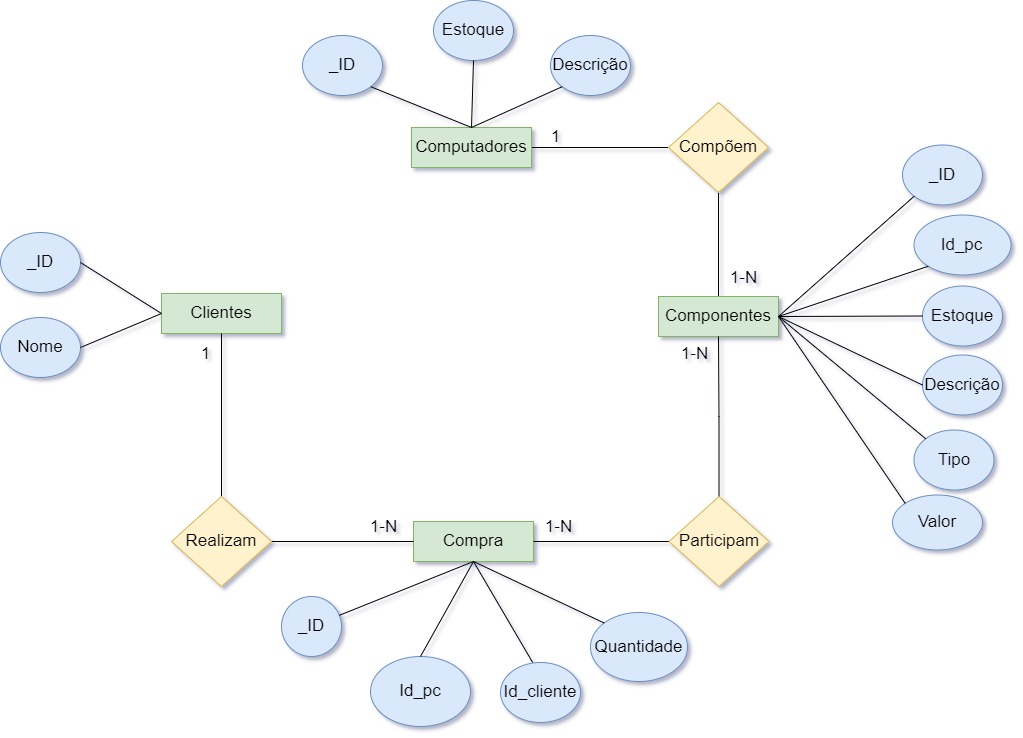 Estoque
_ID
Descrição
Computadores
1
Compõem
_ID
Id_pc
_ID
1-N
Clientes
Componentes
Estoque
Nome
1
1-N
Descrição
Tipo
Valor
1-N
1-N
Realizam
Compra
Participam
_ID
Quantidade
Id_pc
Id_cliente